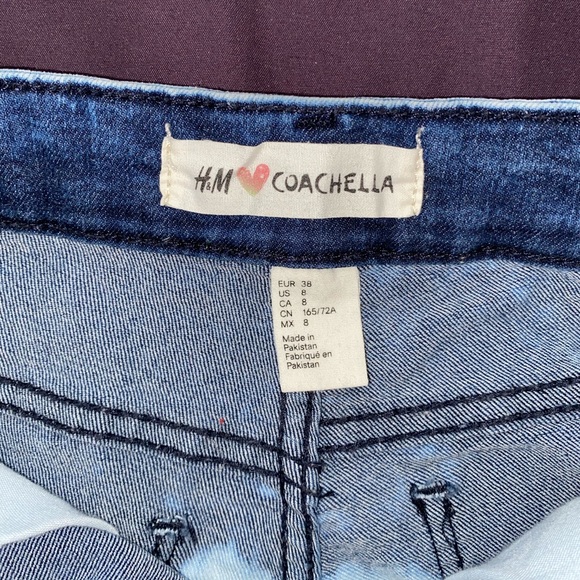 H&M COACHELLA
EUR 38
US 8
CA 8
CN 165/72A
MX 8
Made in
Pakistan
Fabriqué en
Pakistan